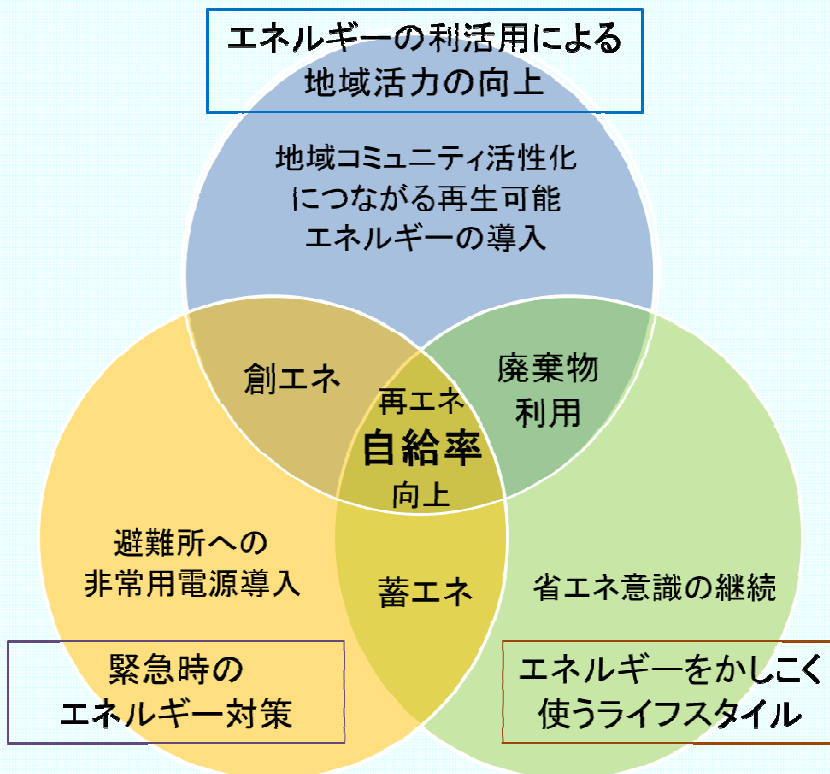 エネルギーの利活用による
地域活力の向上
地域コミュニティ活性化
につながる再生可能
エネルギーの導入
創エネ
廃棄物
利用
再エネ
自給率
向上
避難所への
非常用電源導入
蓄エネ
省エネ意識の継続
緊急時の
エネルギー対策
エネルギーをかしこく
使うライフスタイル